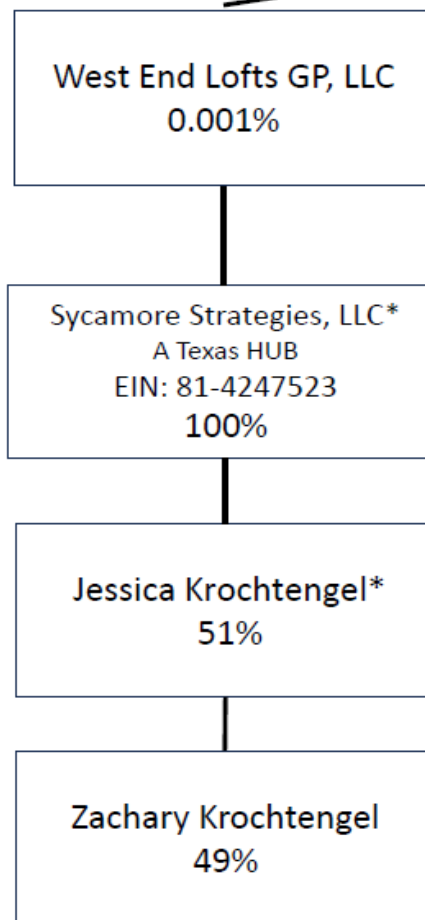 West End Lofts GP, LLC
0.001%
Sycamore Strategies, LLC*
A Texas HUB
EIN: 81-4247523
100%
Jessica Krochtengel*
51%
Zachary Krochtengel
49%